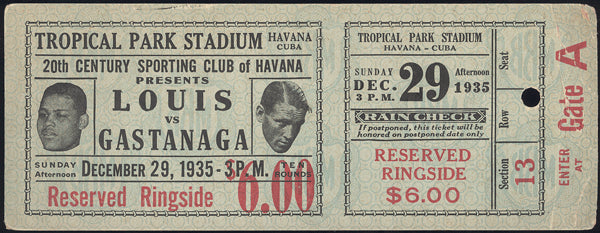 TROPICAL PARK STADIUM HAVANA CUBA
20TH CENTURY SPORTING CLUB of HAVANA
PRESENTS
LOUIS
VS
GASTANAGA
SUNDAY Afternoon DECEMBER 29, 1935 - 3 P. M. TEN ROUNDS
Reserved Ringside $6.00
TROPICAL PARK STADIUM
HAVANA - CUBA
SUNDAY Afternoon
DEC. 29 1935
3 P.M.
RAIN CHECK
If postponed, this ticket will be
honored on postponed date only
RESERVED
RINGSIDE
$6.00
Seat
Row
Section 13
ENTER AT Gate A